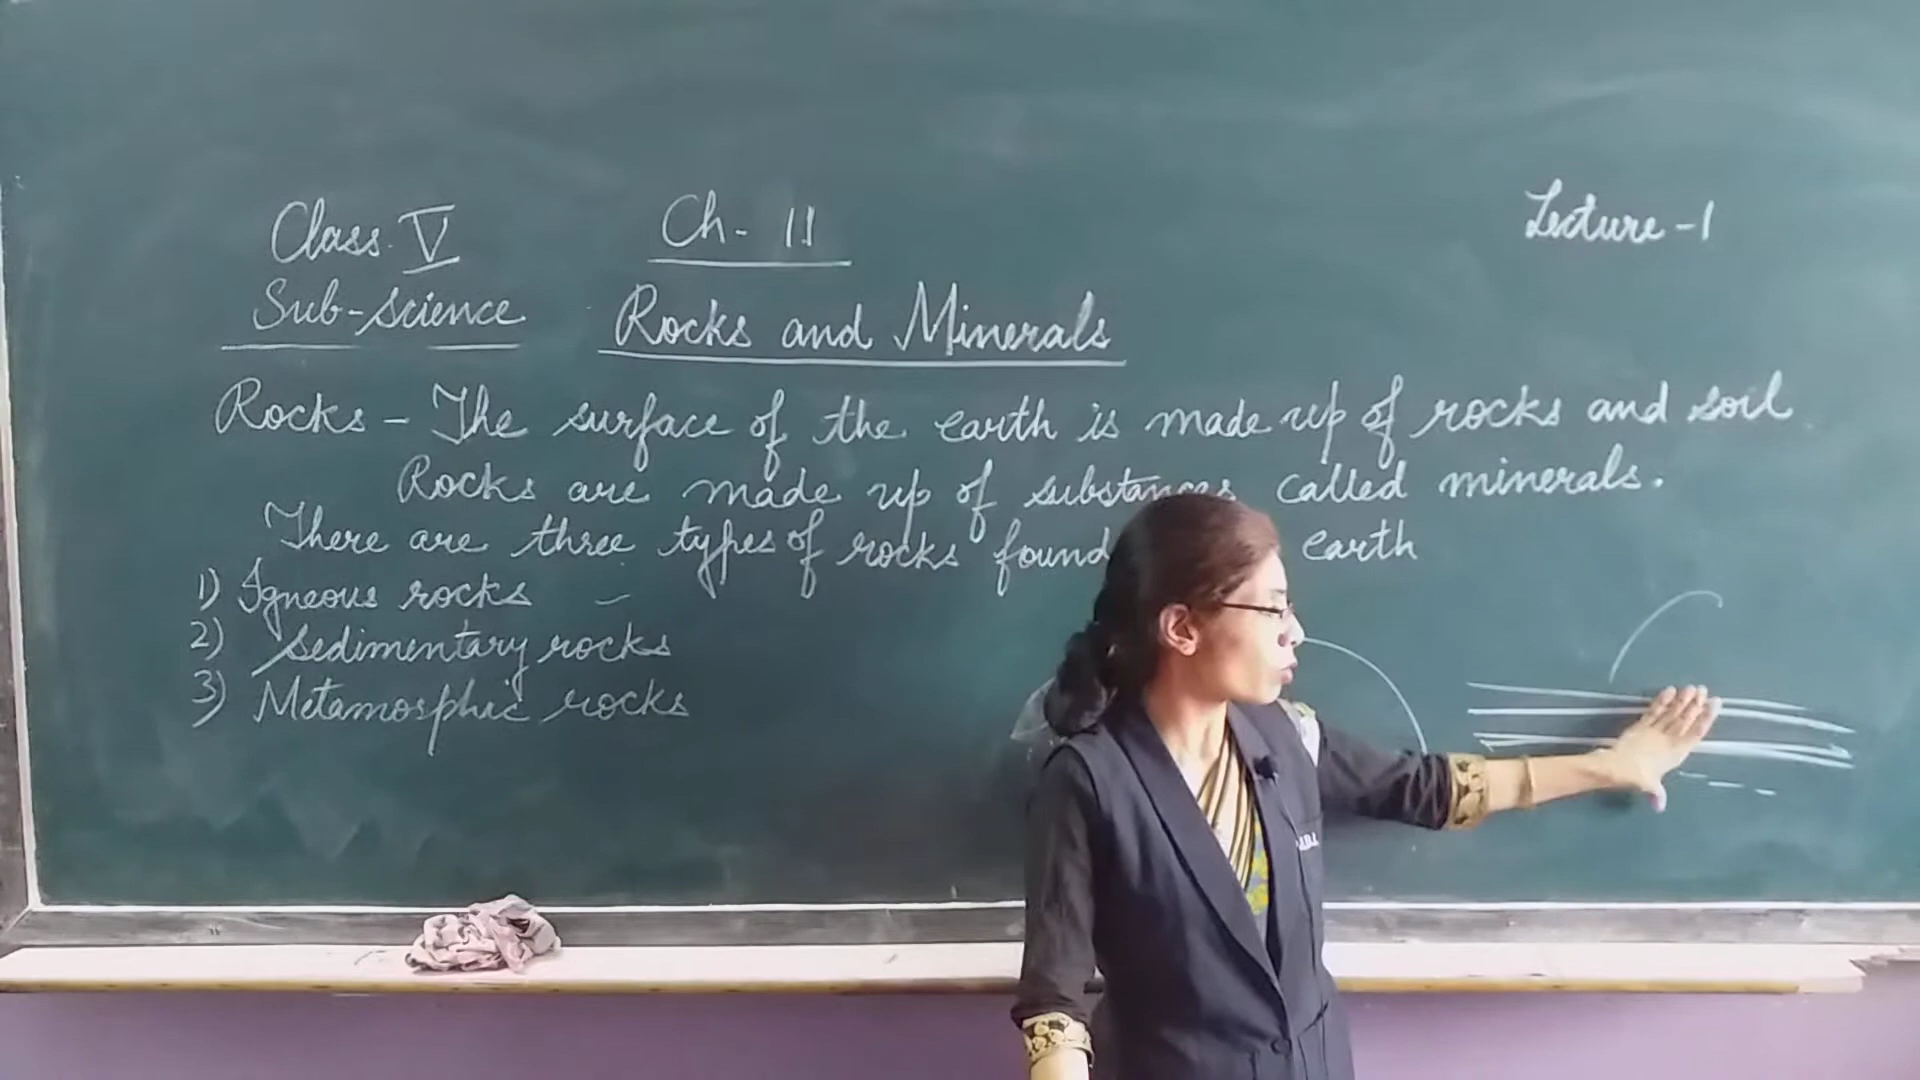 Class V Ch-11 Lecture-1
Sub-science Rocks and Minerals
Rocks - The surface of the earth is made up of rocks and soil
Rocks are made up of substances called minerals.
There are three types of rocks found earth
1) Igneous rocks -
2) Sedimentary rocks
3) Metamorphic rocks